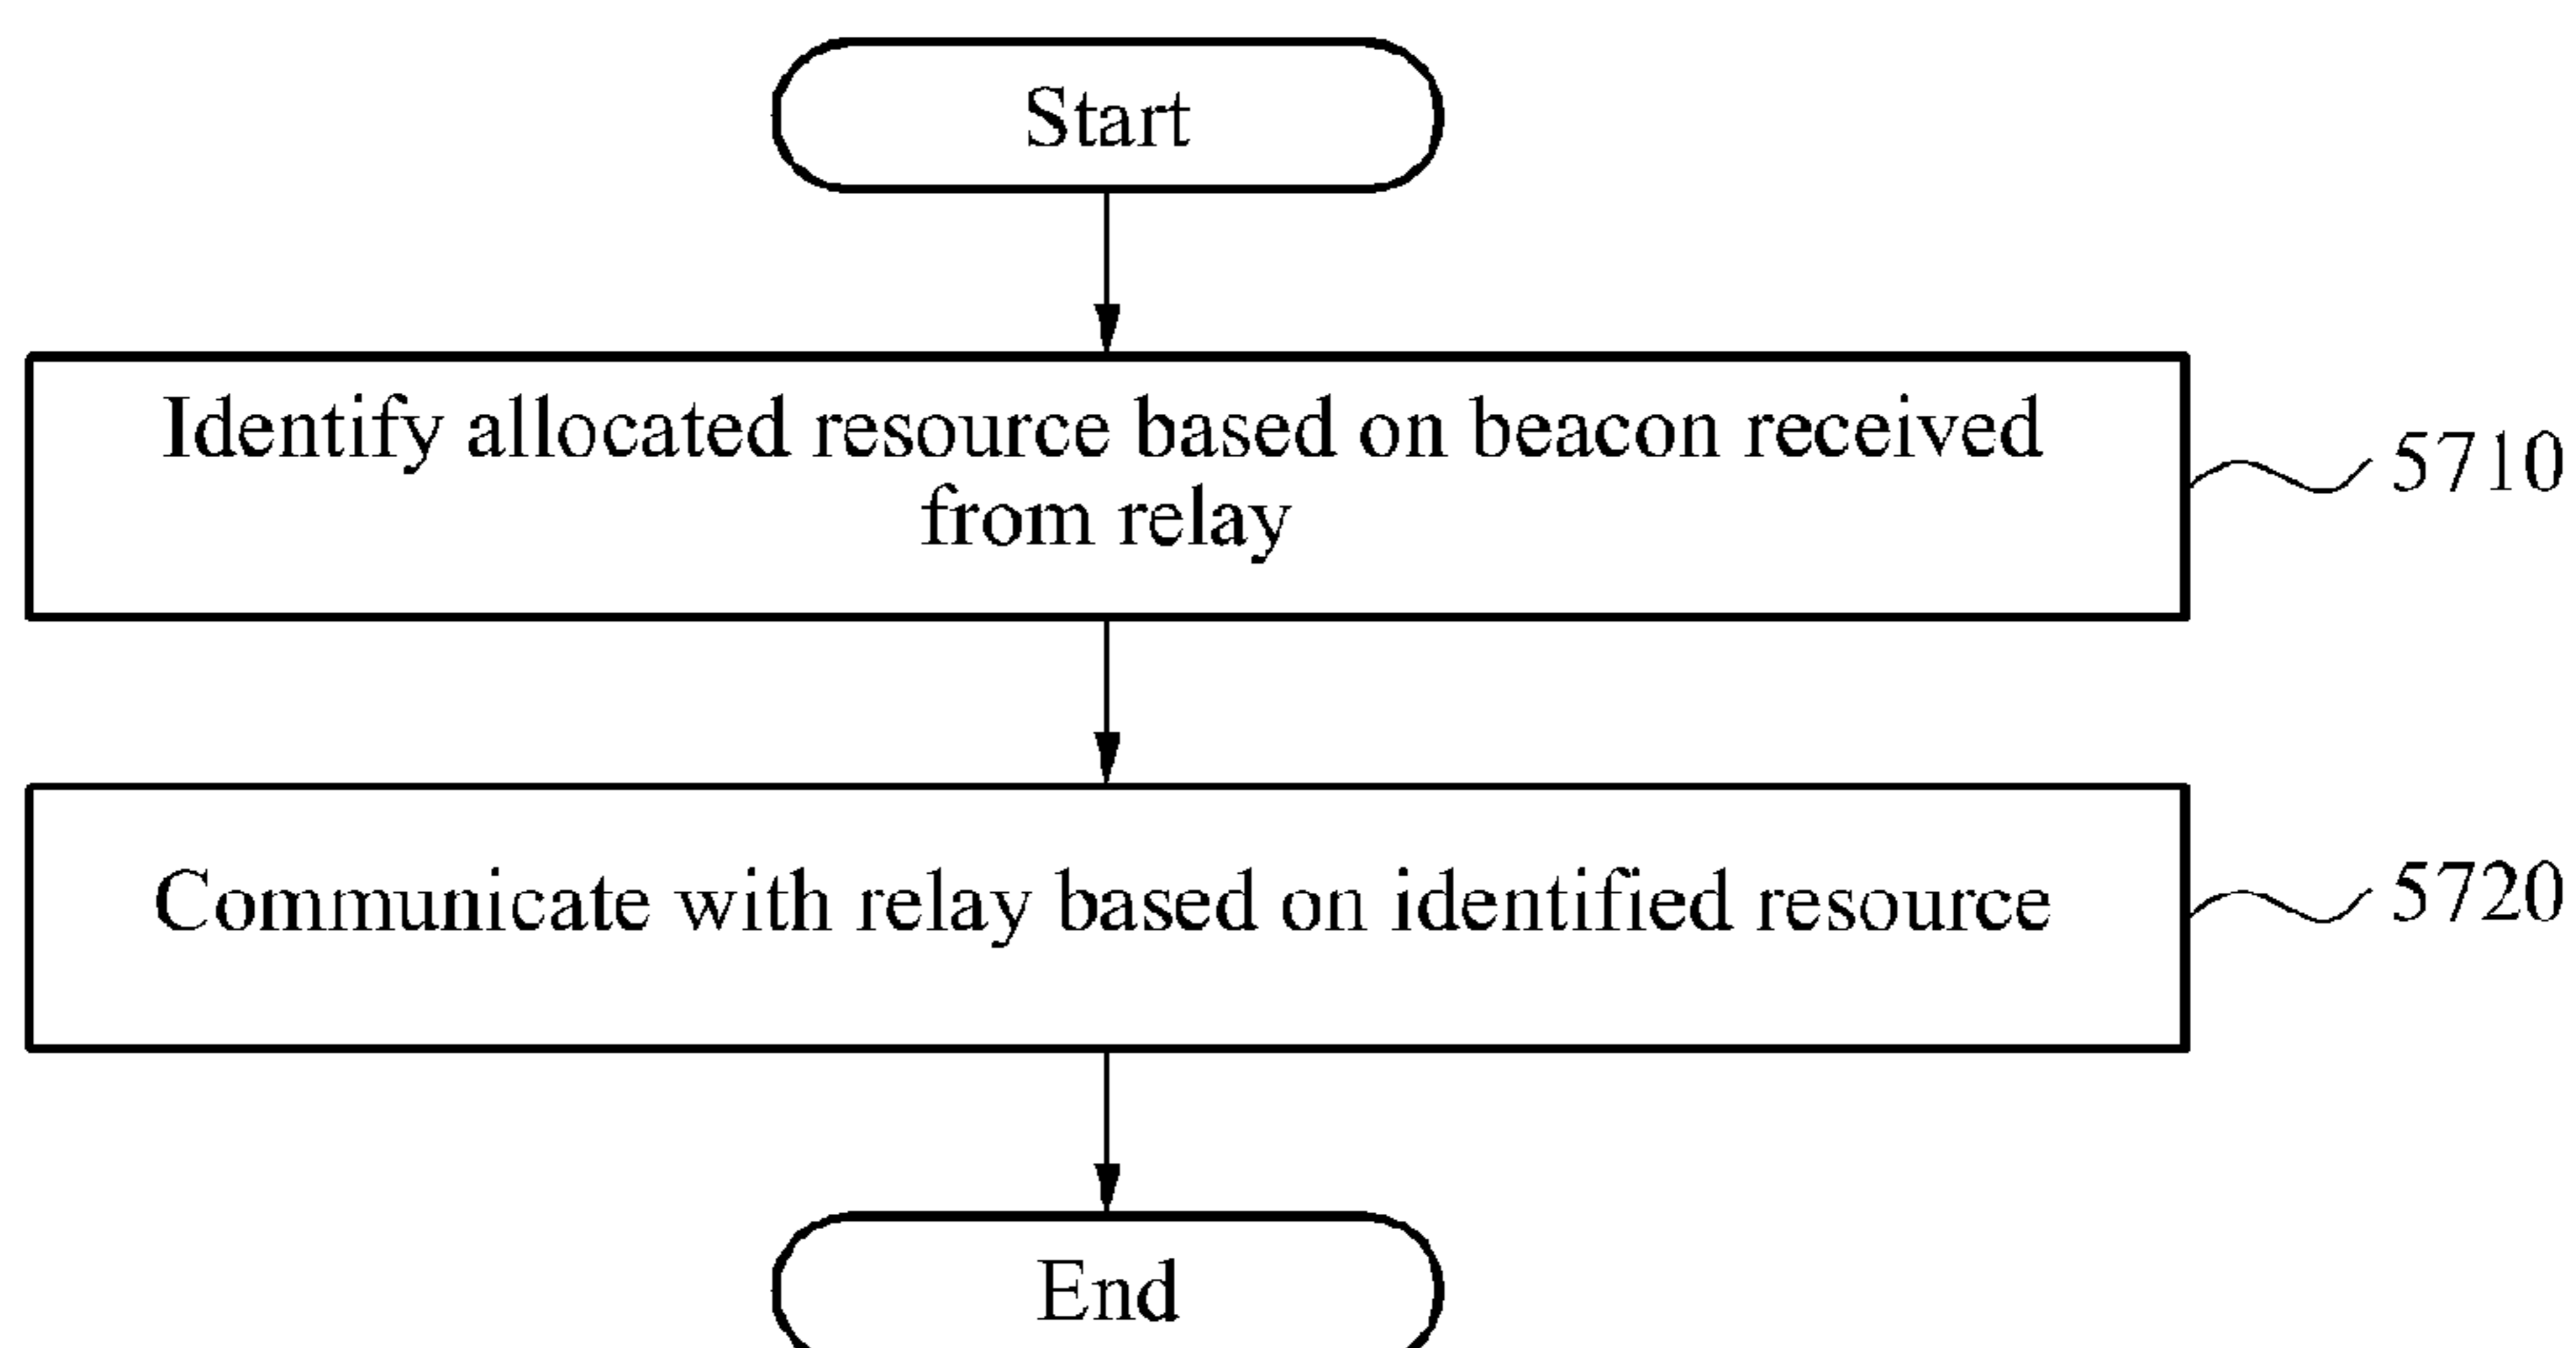 Start
Identify allocated resource based on beacon received
from relay
5710
Communicate with relay based on identified resource
5720
End